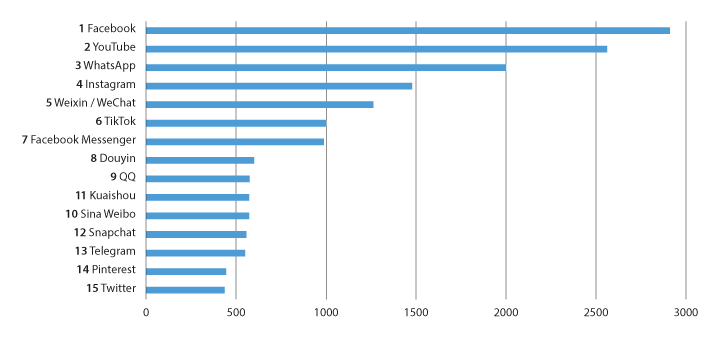 1 Facebook
2 YouTube
3 WhatsApp
4 Instagram
5 Weixin / WeChat
6 TikTok
7 Facebook Messenger
8 Douyin
9 QQ
11 Kuaishou
10 Sina Weibo
12 Snapchat
13 Telegram
14 Pinterest
15 Twitter
0 500 1000 1500 2000 2500 3000